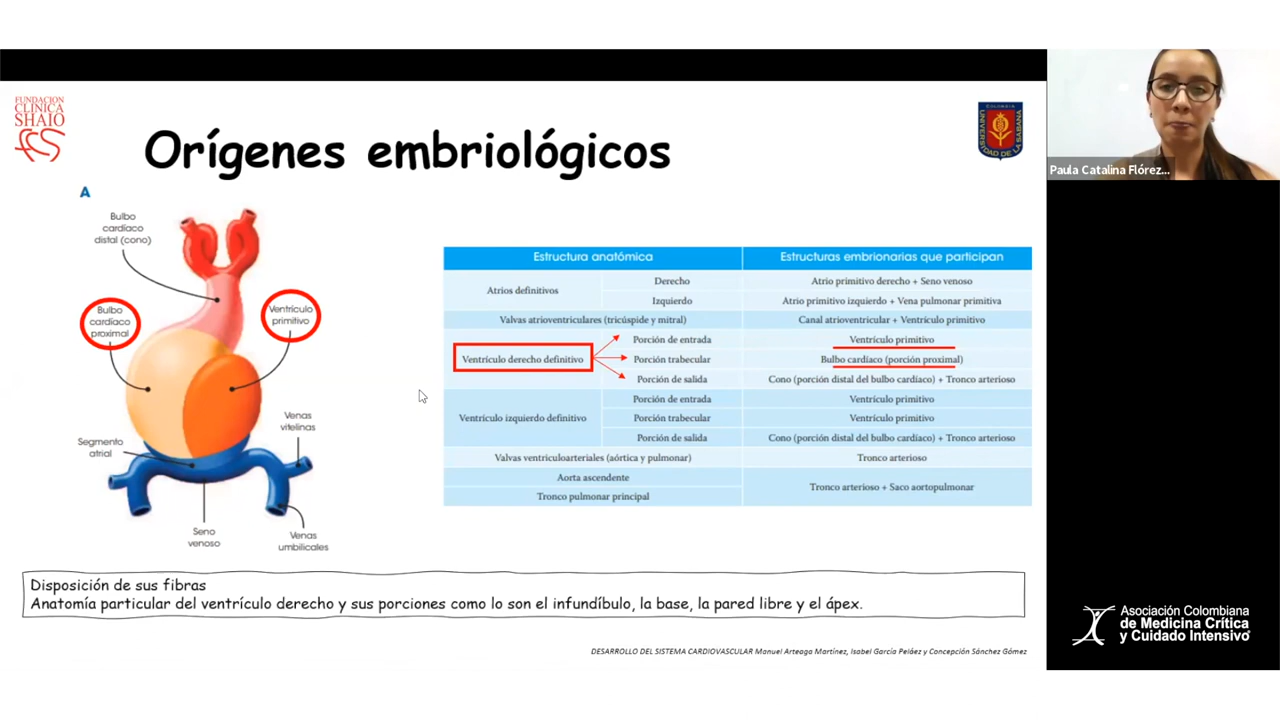 FUNDACION
CLINICA
SHAIO
Orígenes embriológicos
COLOMBIA
UNIVERSIDAD DE LA SABANA
Paula Catalina Flórez...
A
Bulbo
cardíaco
distal (cono)
Bulbo
cardíaco
proximal
Ventrículo
primitivo
Venas
vitelinas
Segmento
atrial
Seno
venoso
Venas
umbilicales
Estructura anatómica Estructuras embrionarias que participan
Atrios definitivos Derecho Atrio primitivo derecho + Seno venoso
Izquierdo Atrio primitivo izquierdo + Vena pulmonar primitiva
Valvas atrioventriculares (tricúspide y mitral) Canal atrioventricular + Ventrículo primitivo
Ventrículo derecho definitivo Porción de entrada Ventrículo primitivo
Porción trabecular Bulbo cardíaco (porción proximal)
Porción de salida Cono (porción distal del bulbo cardíaco) + Tronco arterioso
Ventrículo izquierdo definitivo Porción de entrada Ventrículo primitivo
Porción trabecular Ventrículo primitivo
Porción de salida Cono (porción distal del bulbo cardíaco) + Tronco arterioso
Valvas ventriculoarteriales (aórtica y pulmonar) Tronco arterioso
Aorta ascendente Tronco arterioso + Saco aortopulmonar
Tronco pulmonar principal
Disposición de sus fibras
Anatomía particular del ventrículo derecho y sus porciones como lo son el infundíbulo, la base, la pared libre y el ápex.
DESARROLLO DEL SISTEMA CARDIOVASCULAR Manuel Arteaga Martínez, Isabel García Peláez y Concepción Sánchez Gómez
Asociación Colombiana
de Medicina Crítica
y Cuidado Intensivo